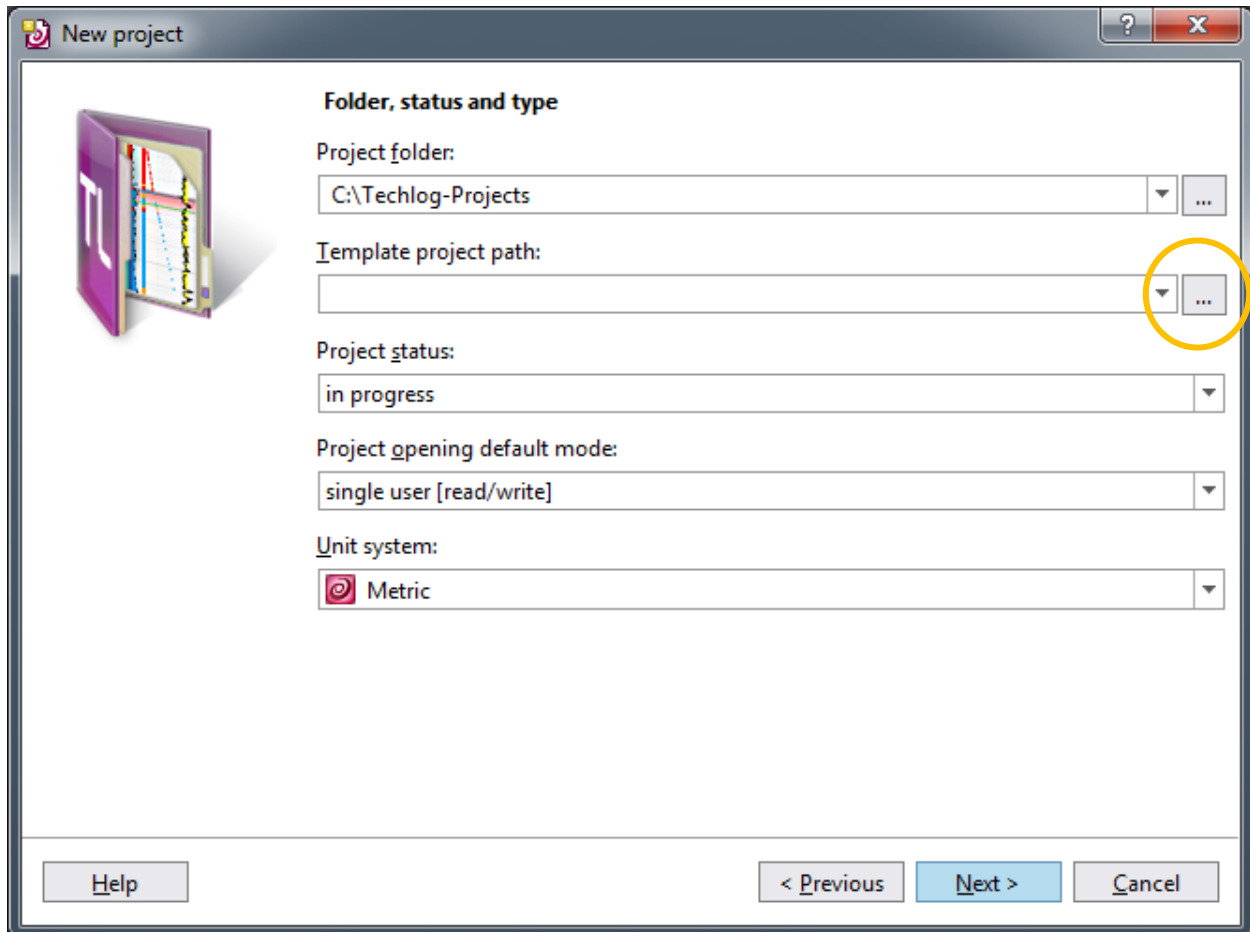 New project
?
Folder, status and type
Project folder:
C:\Techlog-Projects
...
Template project path:
...
Project status:
in progress
Project opening default mode:
single user [read/write]
Unit system:
Metric
TL
Help
< Previous
Next >
Cancel